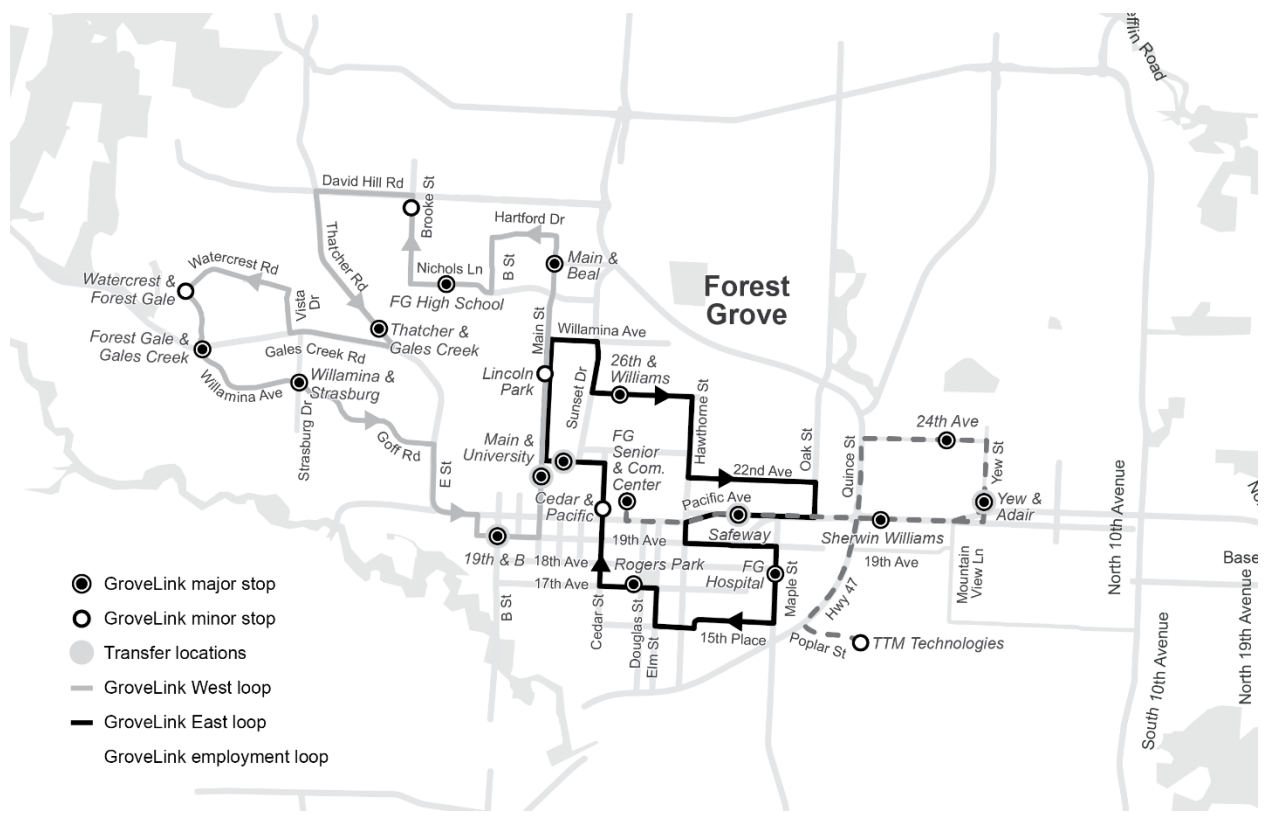 fflin Road
David Hill Rd
Brooke St
Hartford Dr
Thatcher Rd
B St
Main &
Beal
Watercrest Rd
Nichols Ln
Watercrest &
Forest Gale
FG High School
Vista
Dr
Forest
Grove
Main St
Willamina Ave
Forest Gale &
Gales Creek
Thatcher &
Gales Creek
Gales Creek Rd
26th &
Williams
Lincoln
Park
Sunset Dr
Willamina &
Strasburg
Willamina Ave
Hawthorne St
Strasburg Dr
Goff Rd
Main &
University
FG
Senior
& Com.
Center
Oak St
24th Ave
Quince St
Yew St
E St
22nd Ave
Cedar &
Pacific
Pacific Ave
Yew &
Adair
North 10th Avenue
No
Safeway
Sherwin Williams
19th Ave
19th & B
18th Ave
Rogers Park
FG
Hospital
19th Ave
Base
17th Ave
Mountain
View Ln
Maple St
Hwy 47
B St
Cedar St
Douglas St
Elm St
15th Place
Poplar St
TTM Technologies
South 10th Avenue
North 19th Avenue
GroveLink major stop
GroveLink minor stop
Transfer locations
GroveLink West loop
GroveLink East loop
GroveLink employment loop